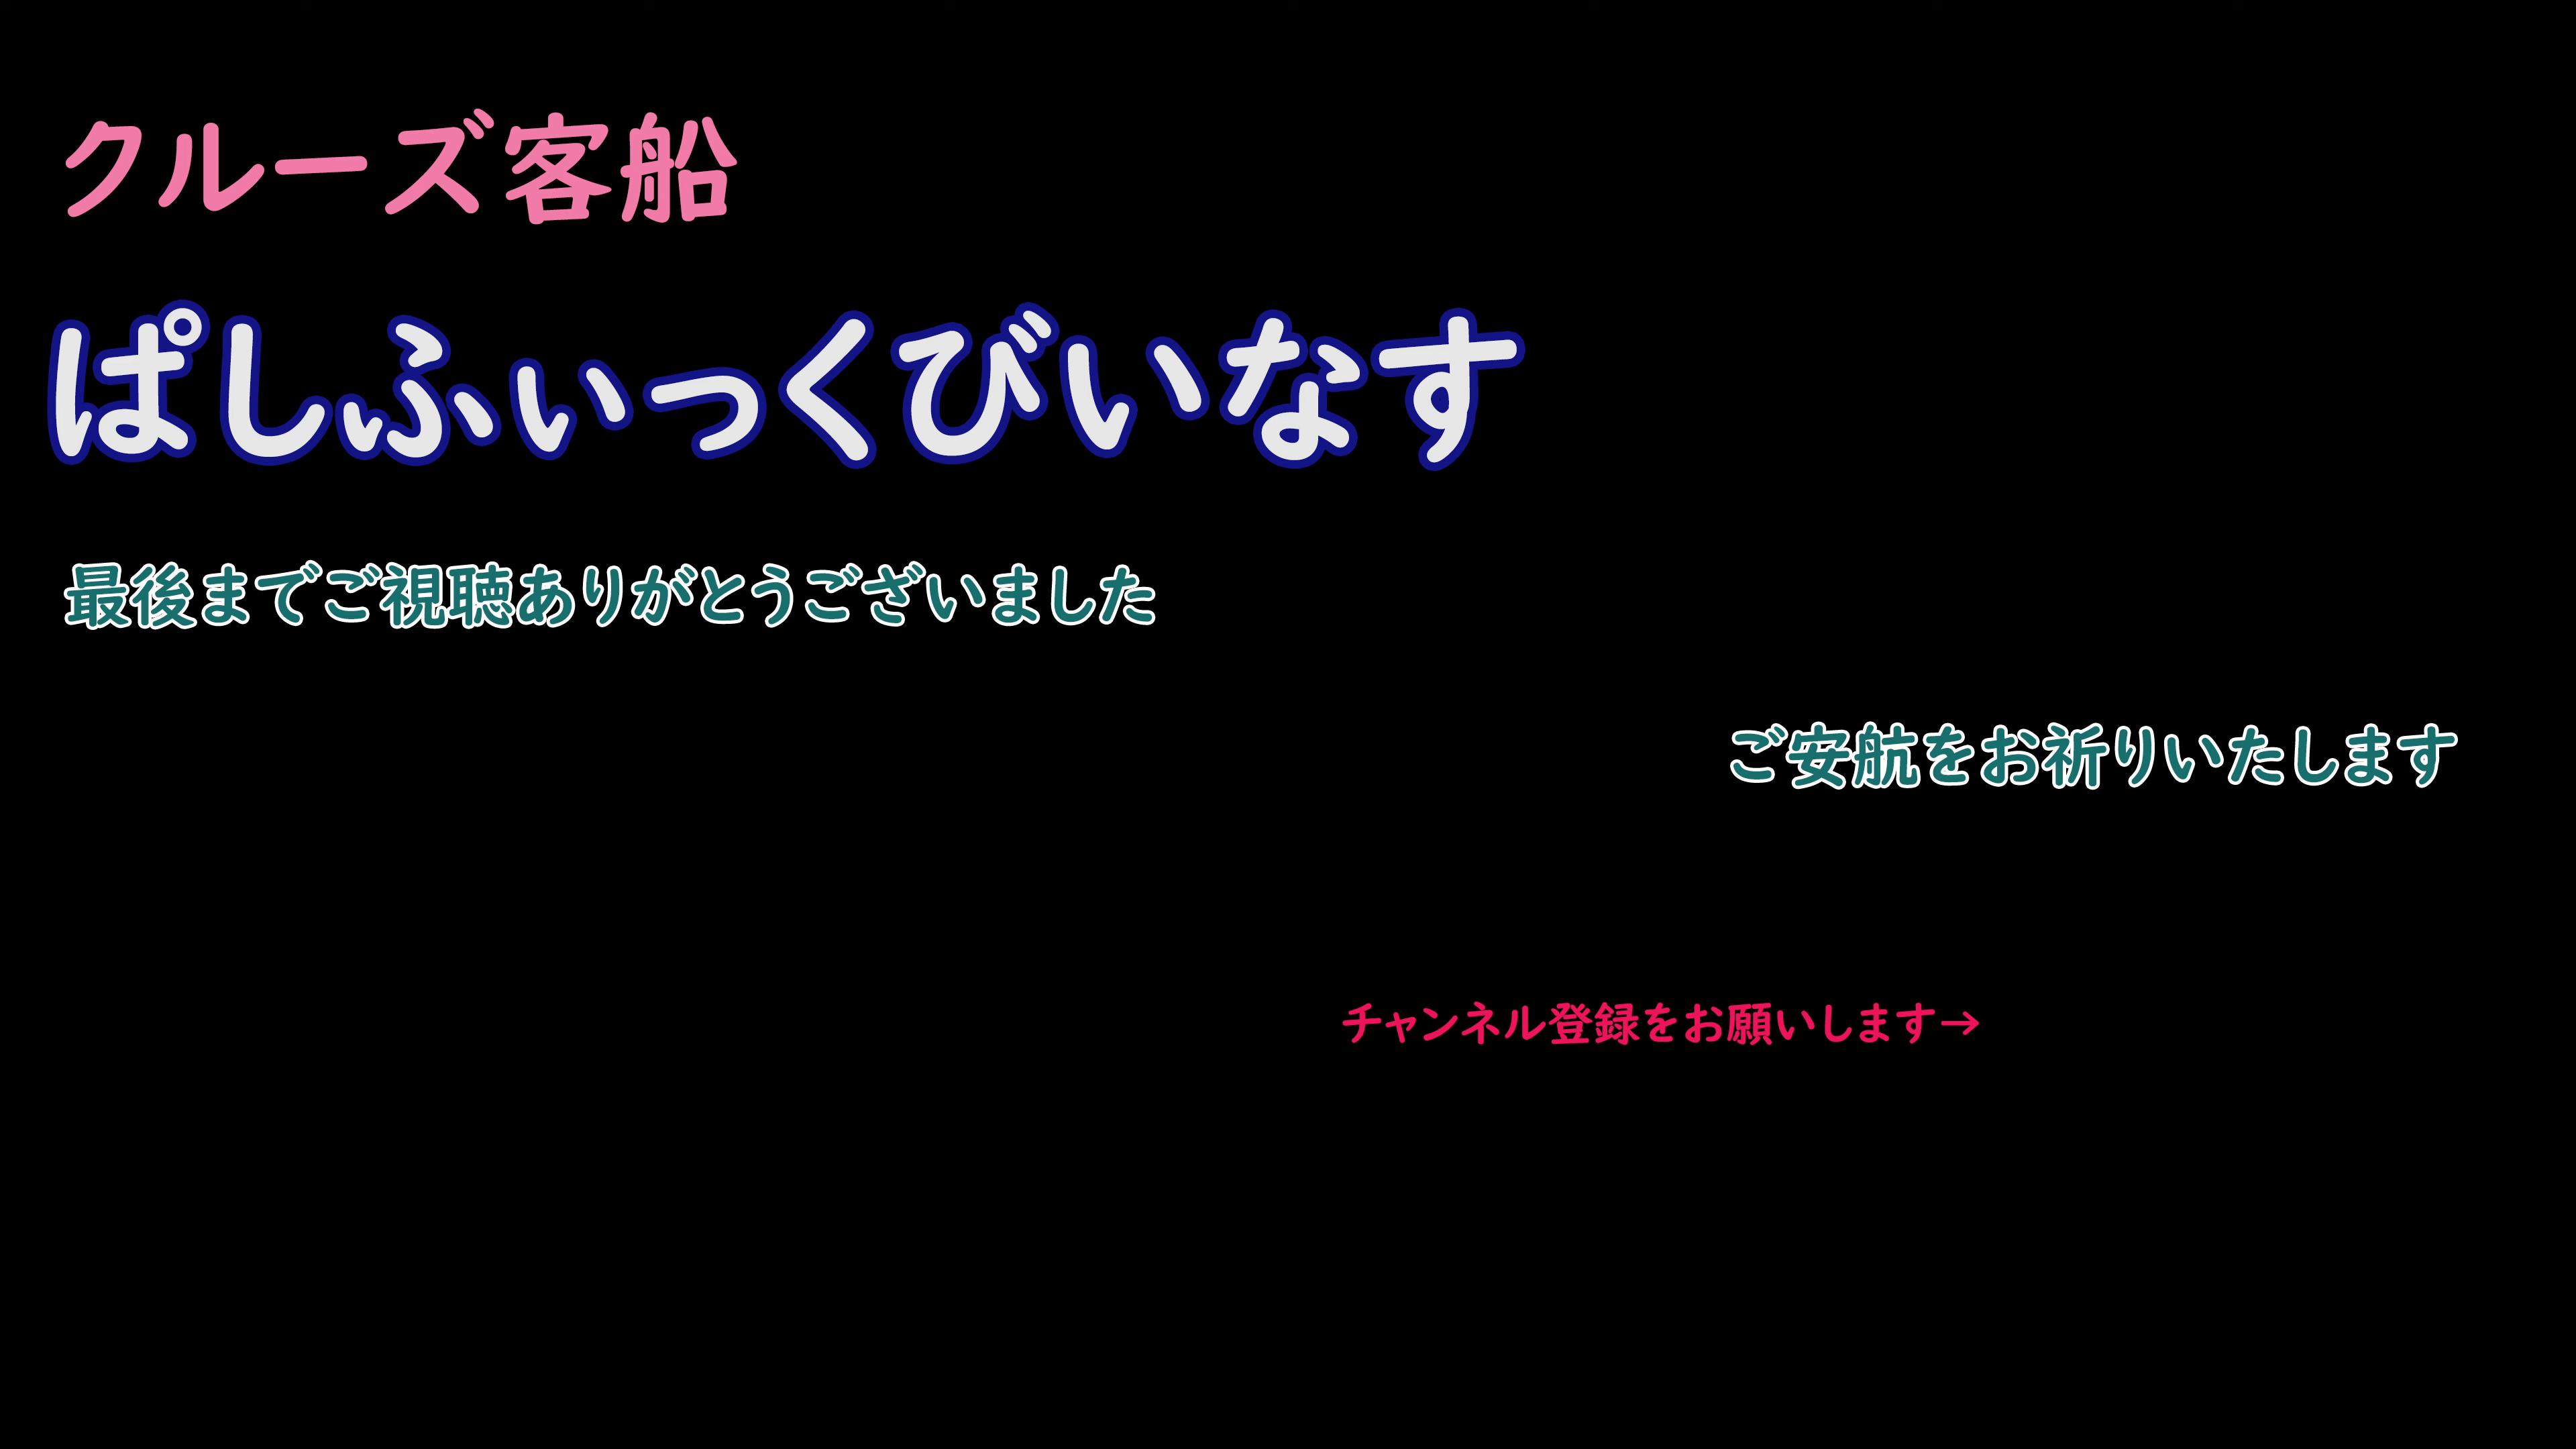 クルーズ客船
ぱしふぃっくびいなす
最後までご視聴ありがとうございました
ご安航をお祈りいたします
チャンネル登録をお願いします→